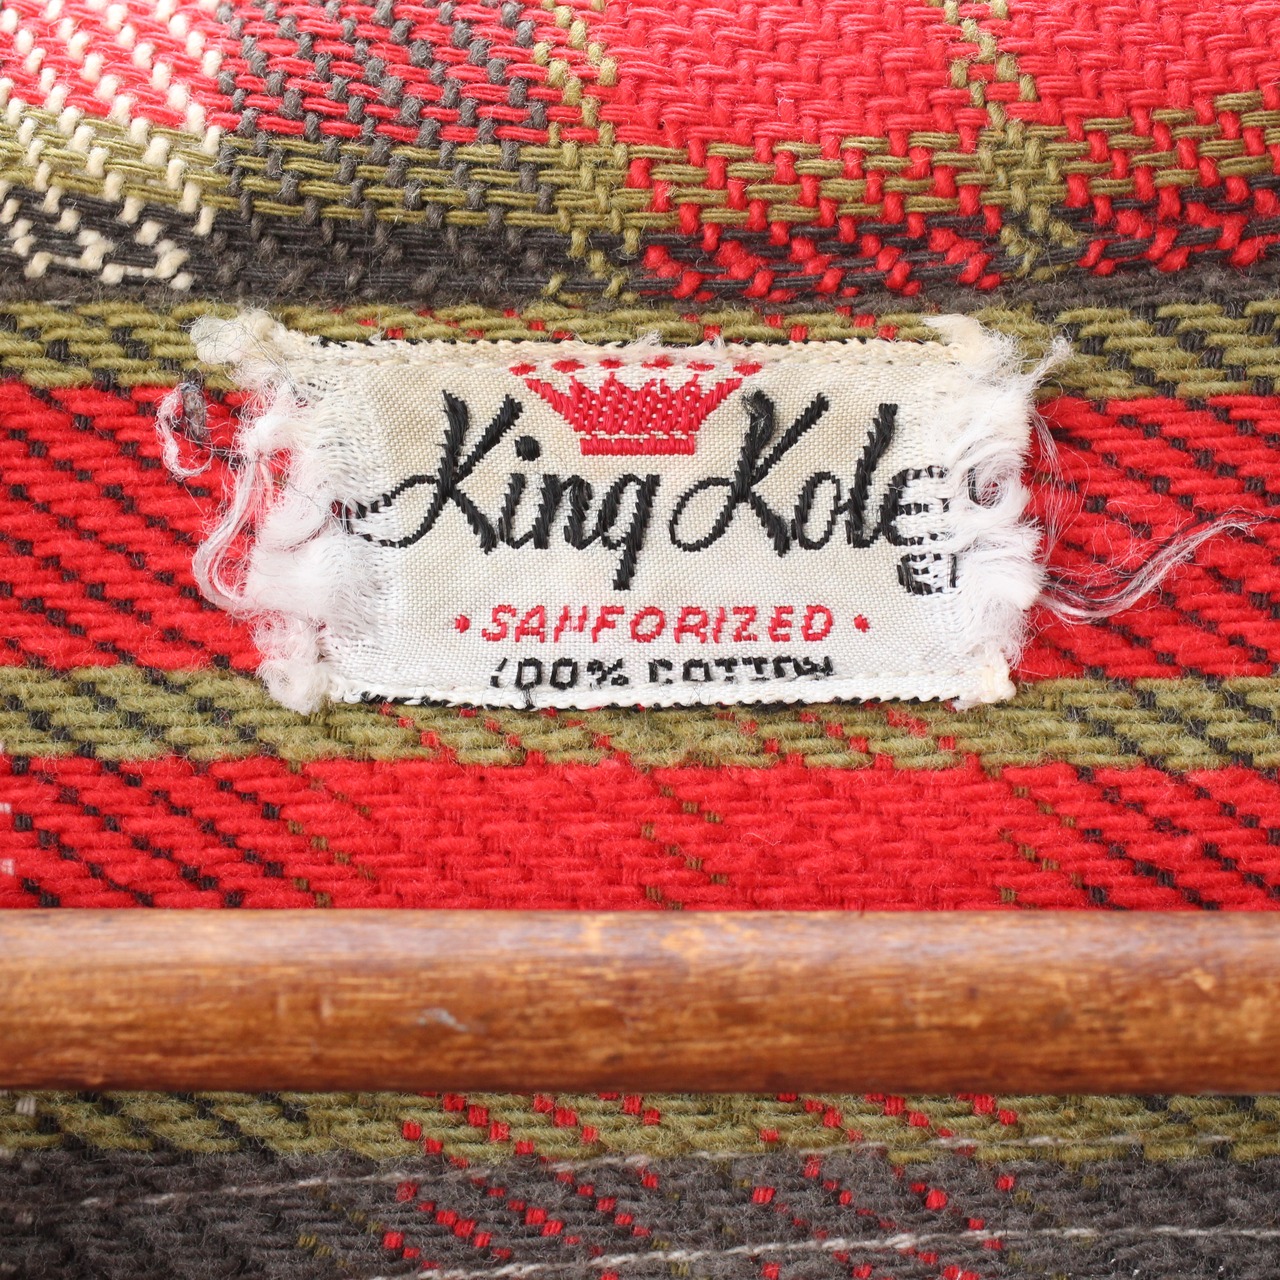 King Kole
• SANFORIZED •
100% COTTON